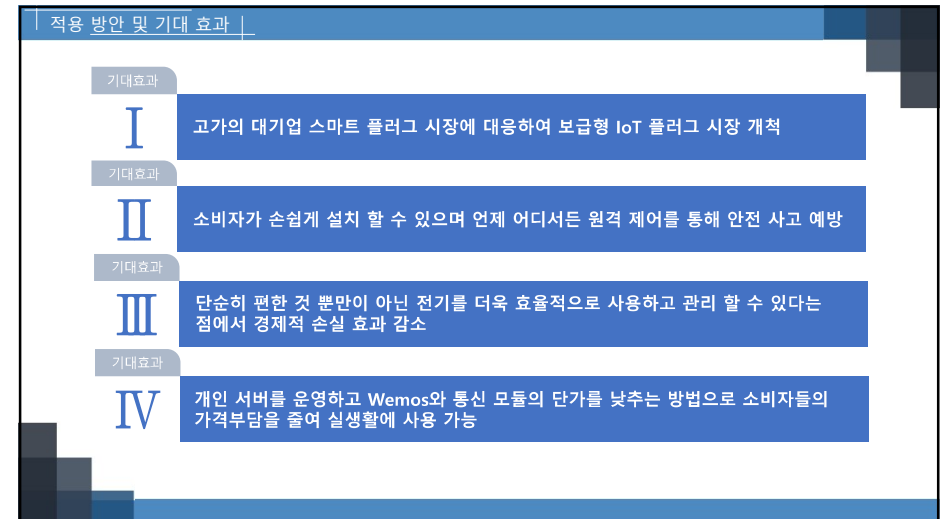 적용 방안 및 기대 효과
기대효과
Ⅰ
고가의 대기업 스마트 플러그 시장에 대응하여 보급형 IoT 플러그 시장 개척
기대효과
Ⅱ
소비자가 손쉽게 설치 할 수 있으며 언제 어디서든 원격 제어를 통해 안전 사고 예방
기대효과
Ⅲ
단순히 편한 것 뿐만이 아닌 전기를 더욱 효율적으로 사용하고 관리 할 수 있다는
점에서 경제적 손실 효과 감소
기대효과
Ⅳ
개인 서버를 운영하고 Wemos와 통신 모듈의 단가를 낮추는 방법으로 소비자들의
가격부담을 줄여 실생활에 사용 가능